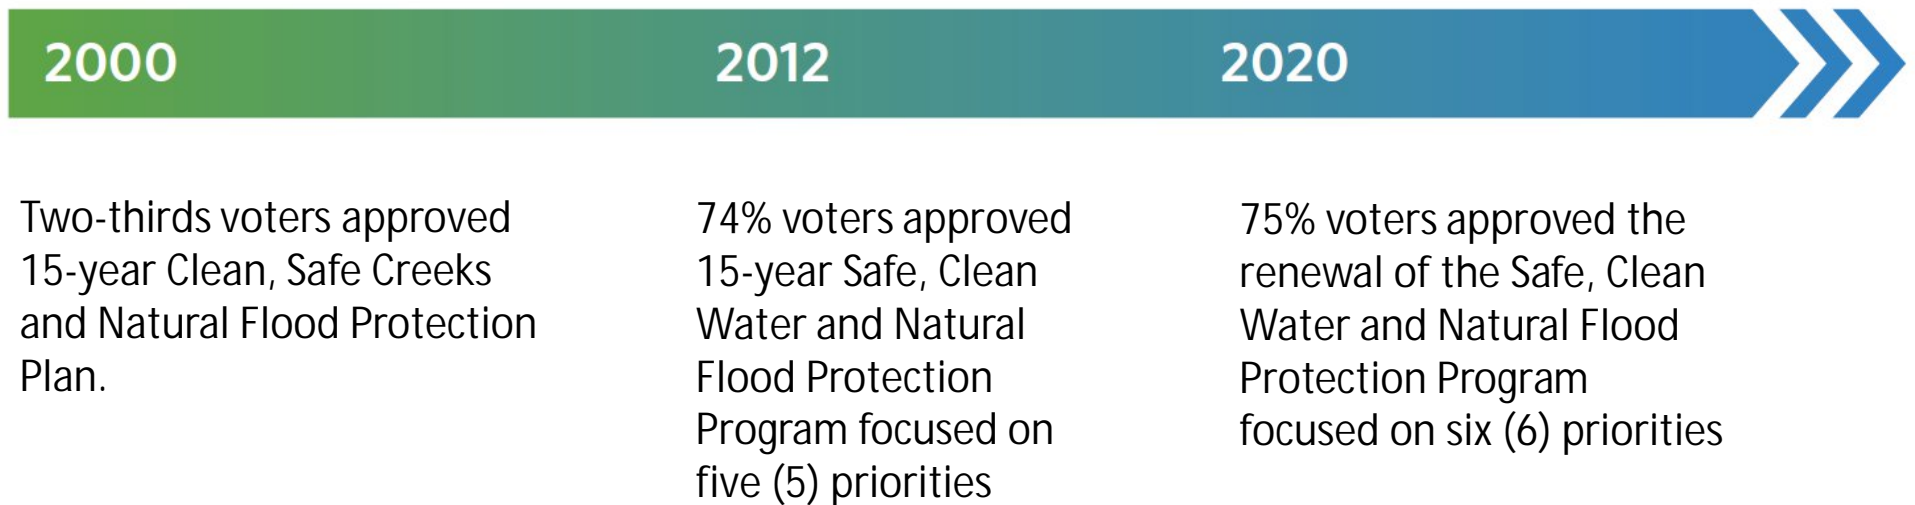 2000
2012
2020
Two-thirds voters approved
15-year Clean, Safe Creeks
and Natural Flood Protection
Plan.
74% voters approved
15-year Safe, Clean
Water and Natural
Flood Protection
Program focused on
five (5) priorities
75% voters approved the
renewal of the Safe, Clean
Water and Natural Flood
Protection Program
focused on six (6) priorities